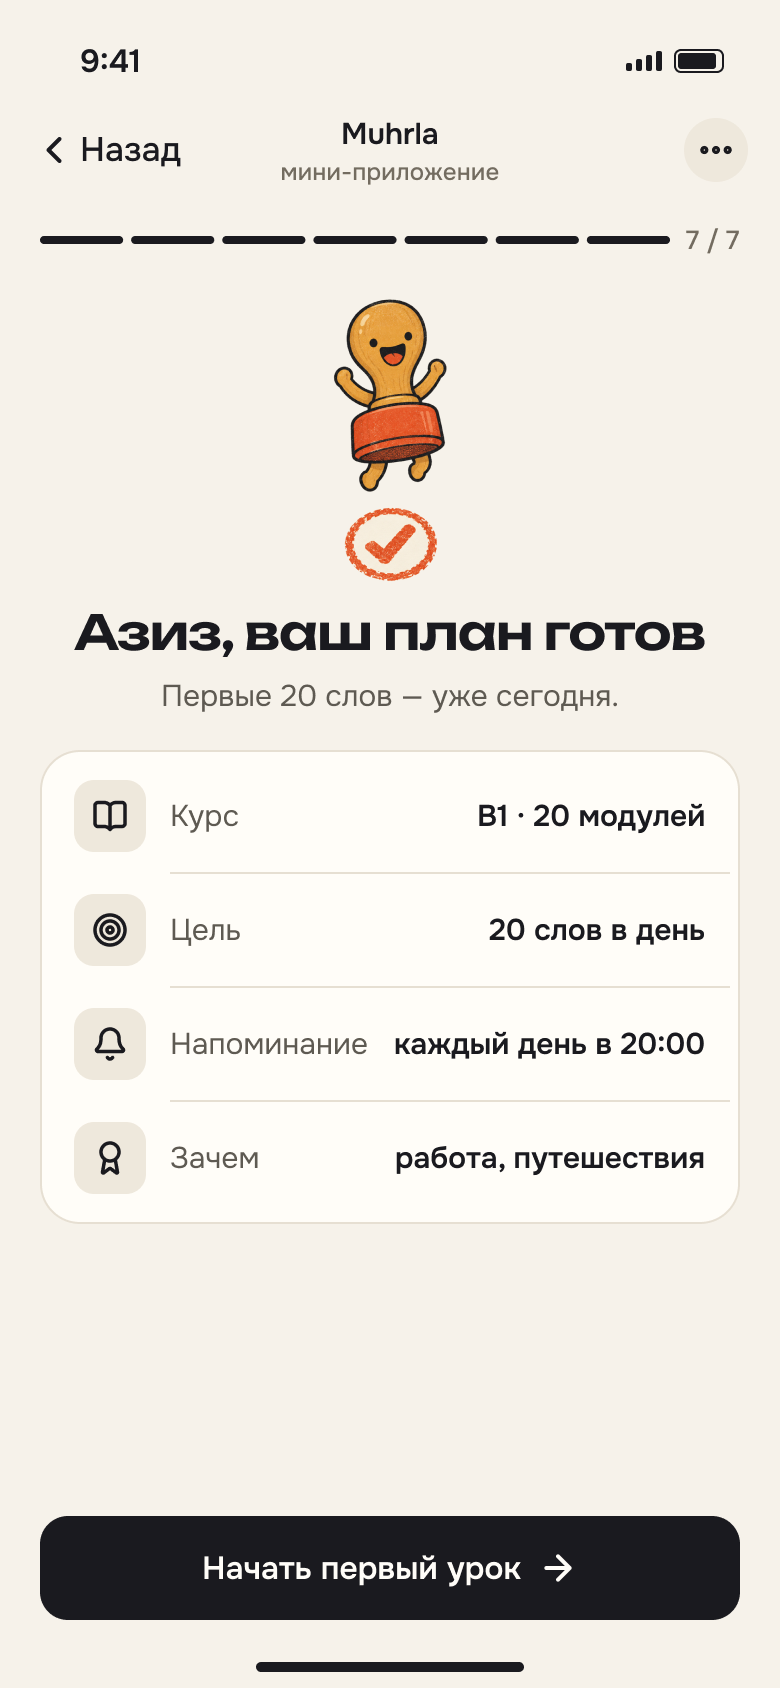 9:41
Назад
Muhrla
мини-приложение
7 / 7
Азиз, ваш план готов
Первые 20 слов — уже сегодня.
Курс B1 · 20 модулей
Цель 20 слов в день
Напоминание каждый день в 20:00
Зачем работа, путешествия
Начать первый урок →